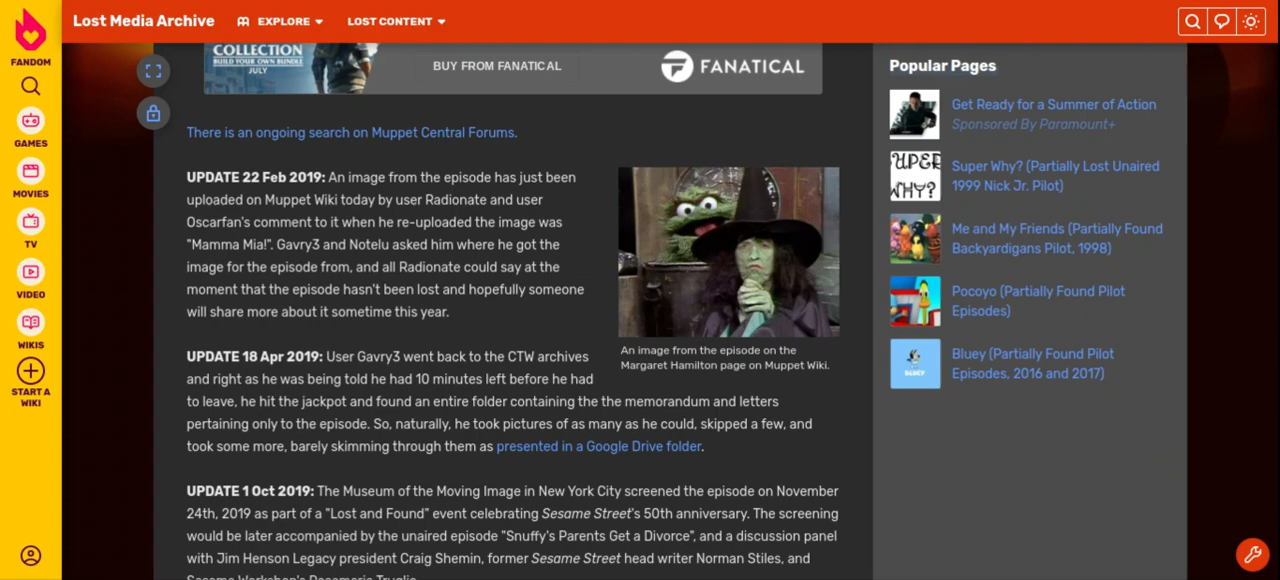 Lost Media Archive
EXPLORE
LOST CONTENT
FANDOM
GAMES
MOVIES
TV
VIDEO
WIKIS
START A
WIKI
COLLECTION
BUILD YOUR OWN BUNDLE
JULY
BUY FROM FANATICAL
FANATICAL
There is an ongoing search on Muppet Central Forums.
UPDATE 22 Feb 2019: An image from the episode has just been
uploaded on Muppet Wiki today by user Radionate and user
Oscarfan's comment to it when he re-uploaded the image was
"Mamma Mia!". Gavry3 and Notelu asked him where he got the
image for the episode from, and all Radionate could say at the
moment that the episode hasn't been lost and hopefully someone
will share more about it sometime this year.
An image from the episode on the
Margaret Hamilton page on Muppet Wiki.
UPDATE 18 Apr 2019: User Gavry3 went back to the CTW archives
and right as he was being told he had 10 minutes left before he had
to leave, he hit the jackpot and found an entire folder containing the the memorandum and letters
pertaining only to the episode. So, naturally, he took pictures of as many as he could, skipped a few, and
took some more, barely skimming through them as presented in a Google Drive folder.
UPDATE 1 Oct 2019: The Museum of the Moving Image in New York City screened the episode on November
24th, 2019 as part of a "Lost and Found" event celebrating Sesame Street's 50th anniversary. The screening
would be later accompanied by the unaired episode "Snuffy's Parents Get a Divorce", and a discussion panel
with Jim Henson Legacy president Craig Shemin, former Sesame Street head writer Norman Stiles, and
Sesame Workshop's Rosemarie Truglio.
Popular Pages
Get Ready for a Summer of Action
Sponsored By Paramount+
SUPER
WHY?
Super Why? (Partially Lost Unaired
1999 Nick Jr. Pilot)
Me and My Friends (Partially Found
Backyardigans Pilot, 1998)
Pocoyo (Partially Found Pilot
Episodes)
BLUEY
Bluey (Partially Found Pilot
Episodes, 2016 and 2017)